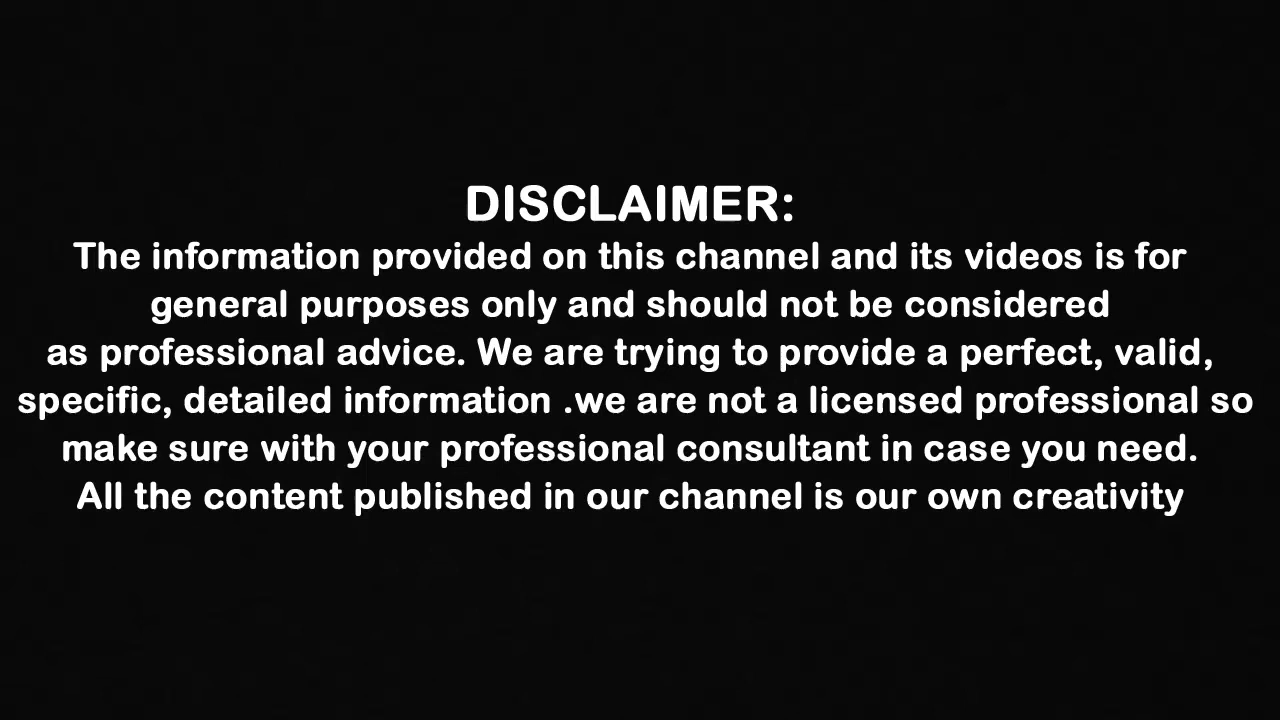 DISCLAIMER:
The information provided on this channel and its videos is for
general purposes only and should not be considered
as professional advice. We are trying to provide a perfect, valid,
specific, detailed information .we are not a licensed professional so
make sure with your professional consultant in case you need.
All the content published in our channel is our own creativity